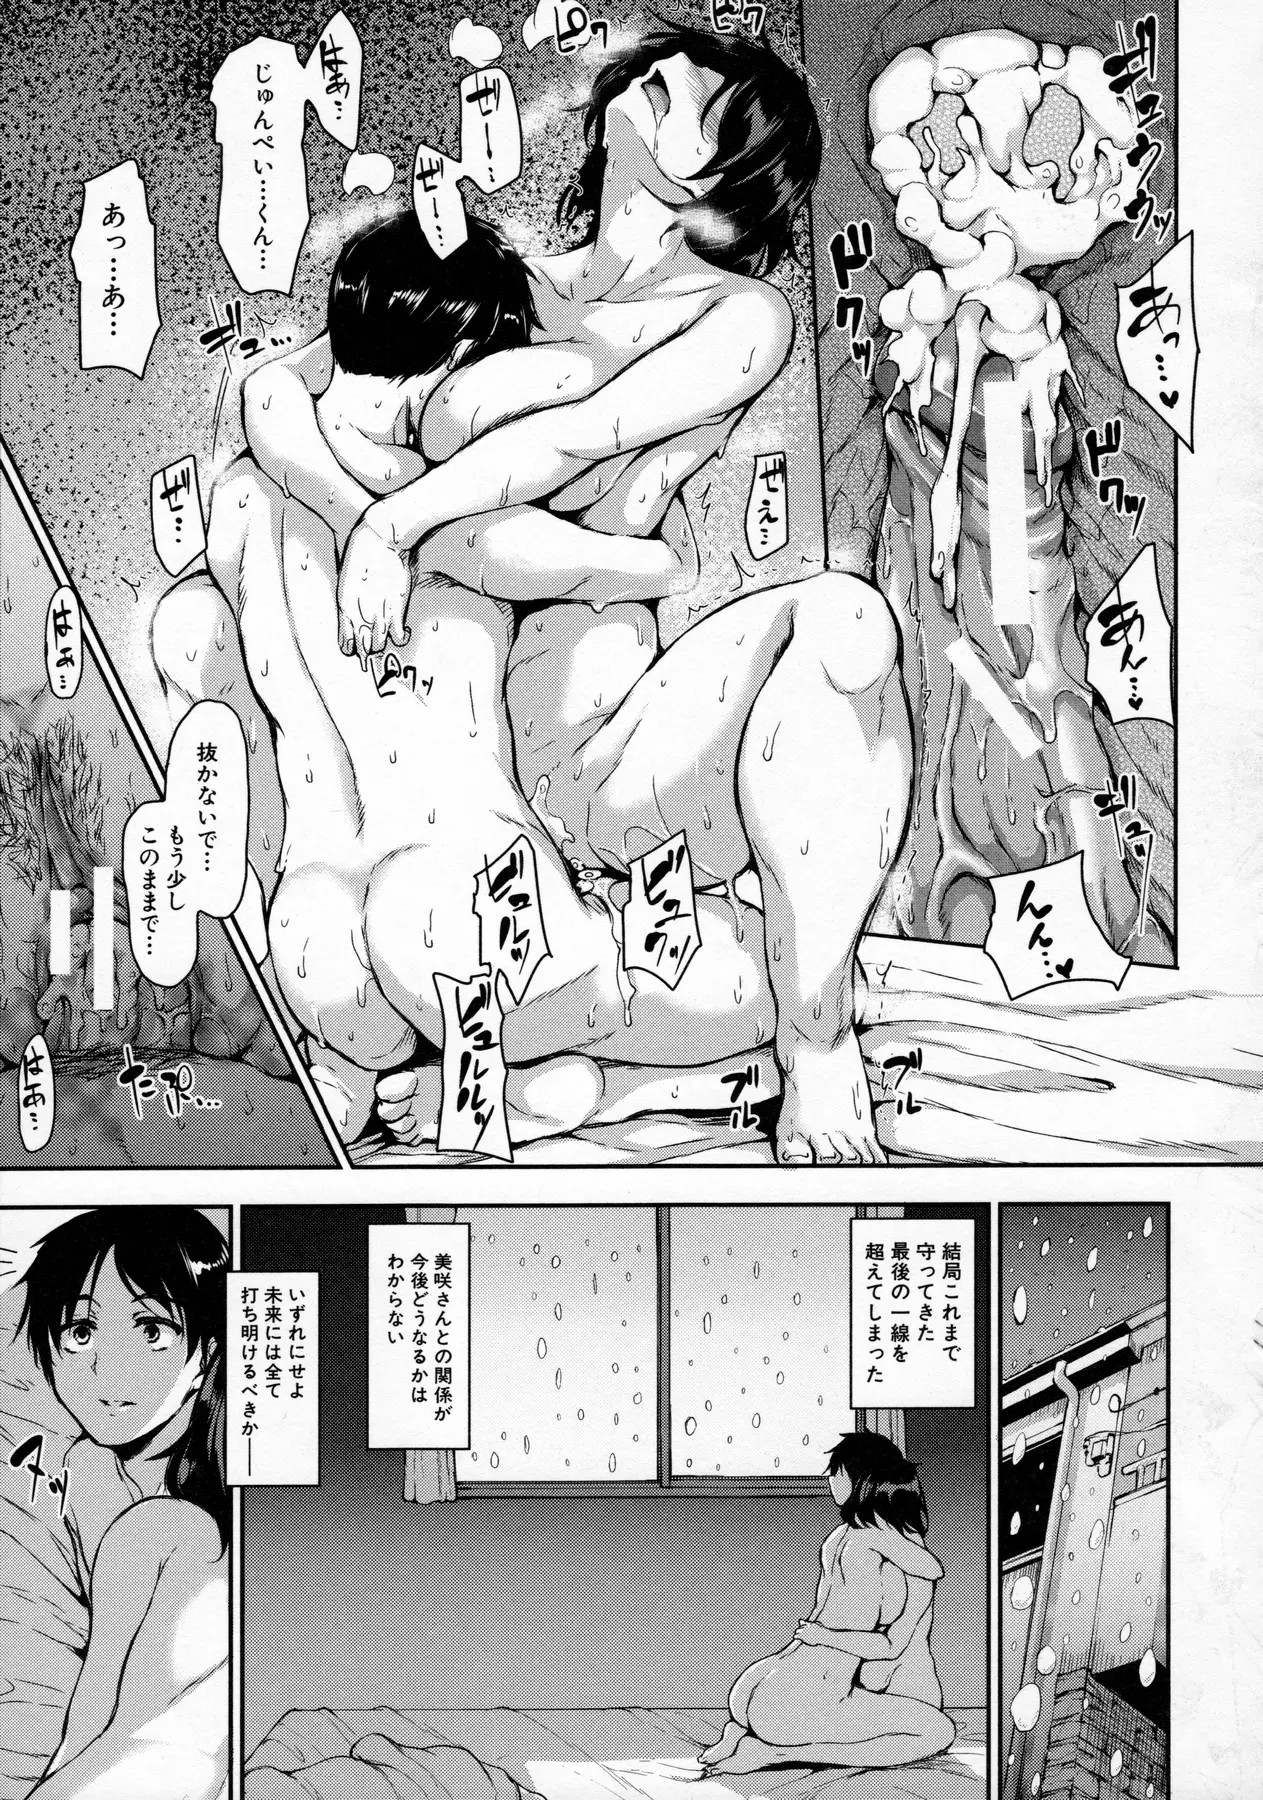 ギュウゥウゥッ
ドクッ
ドクッ
ギュッ
あっ…♥
あん…♥
んん…♥
ピクッ
ピクッ
はぁ…
ぜー…
ぜー…
じゅんぺい…くん…
あっ…あ…
ギュ…
ぜぇ…
ぜ…
ピクッ
ビュクッ
ビュルッ
ビュルルルッ
ブル
ブル
はぁ…
抜かないで…
もう少し
このままで…
はぁ…
たぷ…
結局これまで
守ってきた
最後の一線を
超えてしまった
美咲さんとの関係が
今後どうなるかは
わからない
いずれにせよ
未来には全て
打ち明けるべきか――